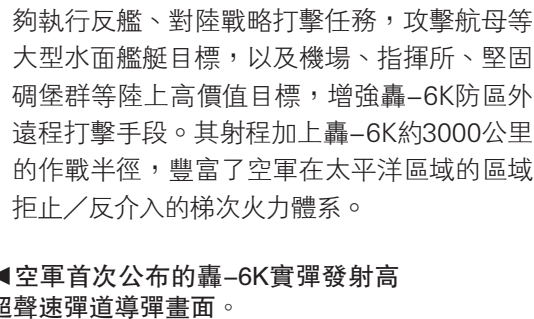 夠執行反艦、對陸戰略打擊任務，攻擊航母等
大型水面艦艇目標，以及機場、指揮所、堅固
碉堡群等陸上高價值目標，增強轟–6K防區外
遠程打擊手段。其射程加上轟–6K約3000公里
的作戰半徑，豐富了空軍在太平洋區域的區域
拒止／反介入的梯次火力體系。
◀空軍首次公布的轟–6K實彈發射高
超聲速彈道導彈畫面。